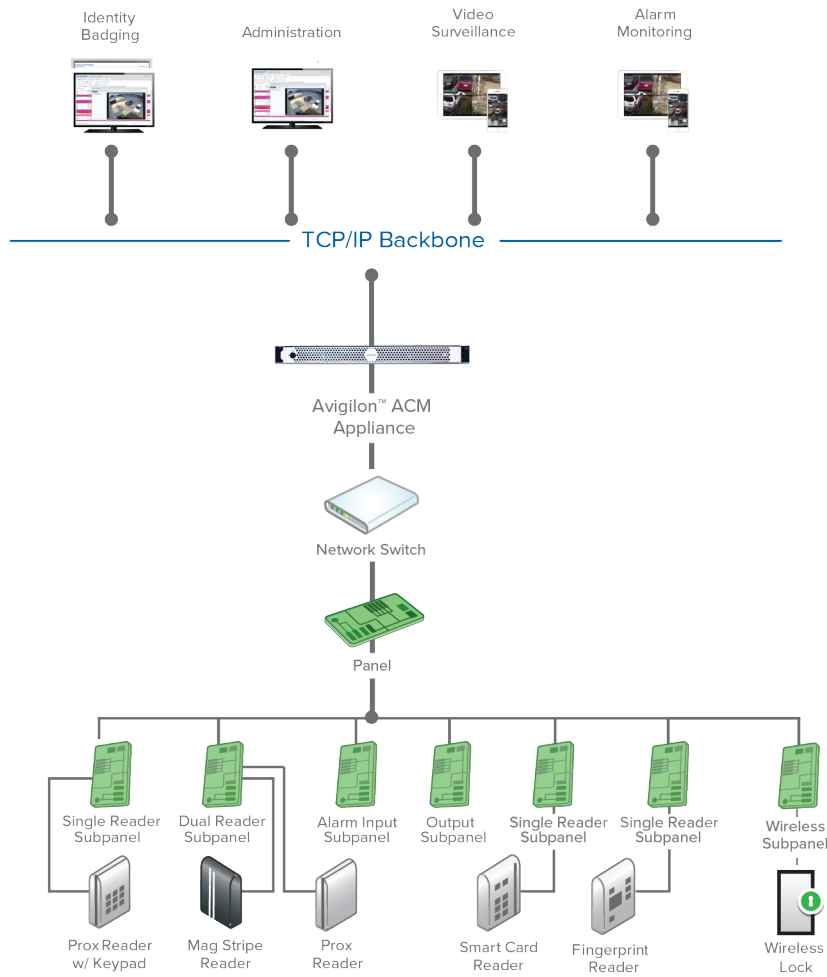 Identity
Badging
Administration
Video
Surveillance
Alarm
Monitoring
TCP/IP Backbone
Avigilon™ ACM
Appliance
Network Switch
Panel
Single Reader
Subpanel
Dual Reader
Subpanel
Alarm Input
Subpanel
Output
Subpanel
Single Reader
Subpanel
Single Reader
Subpanel
Wireless
Subpanel
Prox Reader
w/ Keypad
Mag Stripe
Reader
Prox
Reader
Smart Card
Reader
Fingerprint
Reader
Wireless
Lock